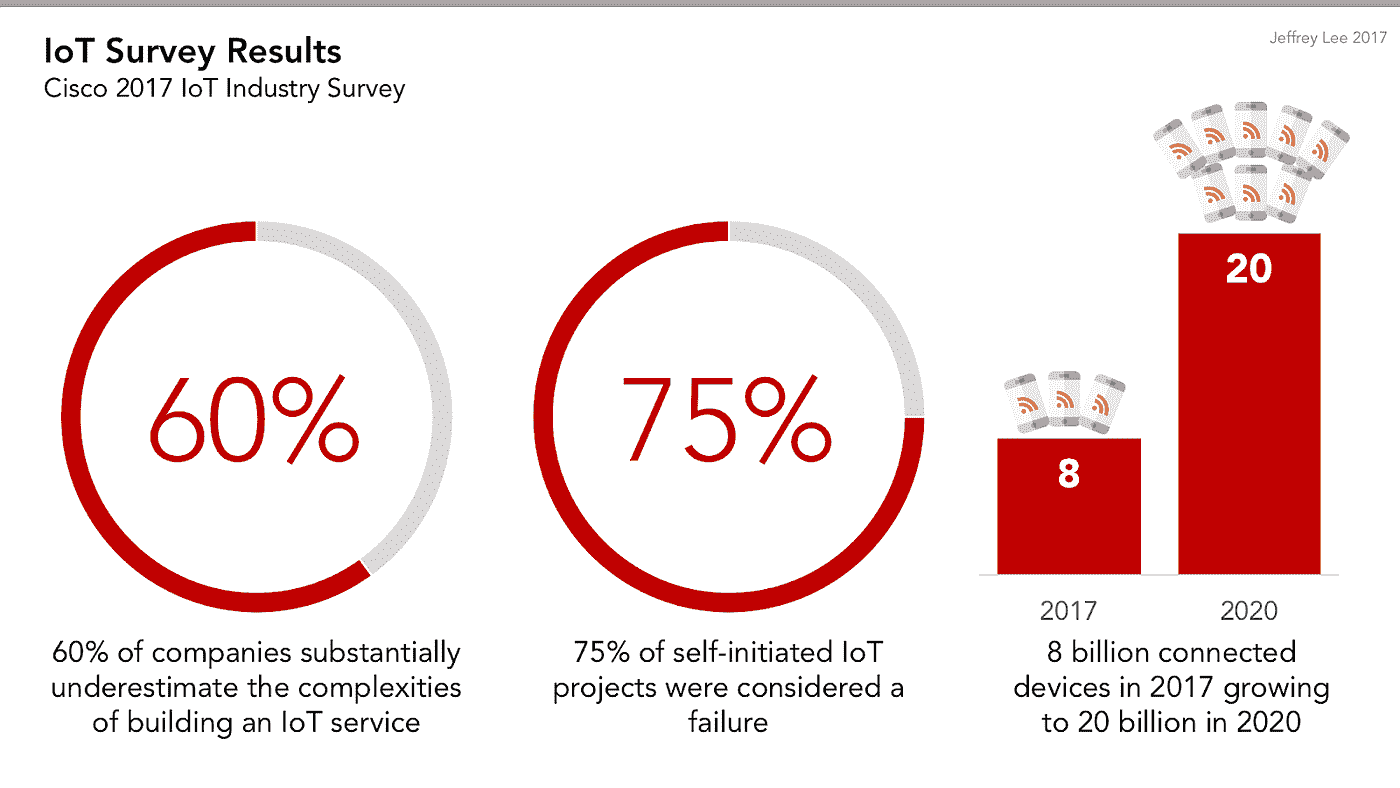 IoT Survey Results
Cisco 2017 IoT Industry Survey
Jeffrey Lee 2017
60%
60% of companies substantially
underestimate the complexities
of building an IoT service
75%
75% of self-initiated IoT
projects were considered a
failure
20
8
2017 2020
8 billion connected
devices in 2017 growing
to 20 billion in 2020